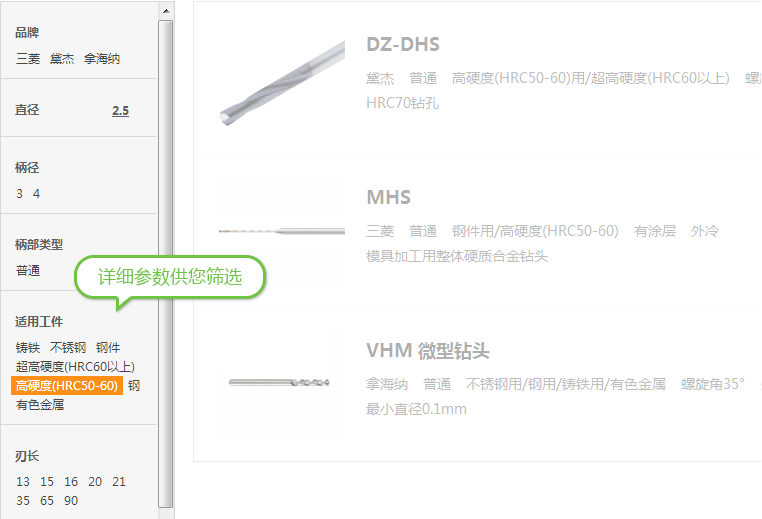 品牌
三菱 黛杰 拿海纳
直径 2.5
柄径
3 4
柄部类型
普通
详细参数供您筛选
适用工件
铸铁 不锈钢 钢件
超高硬度(HRC60以上)
高硬度(HRC50-60) 钢
有色金属
刃长
13 15 16 20 21
35 65 90
DZ-DHS
黛杰 普通 高硬度(HRC50-60)用/超高硬度(HRC60以上)
HRC70钻孔
MHS
三菱 普通 钢件用/高硬度(HRC50-60) 有涂层 外冷
模具加工用整体硬质合金钻头
VHM 微型钻头
拿海纳 普通 不锈钢用/钢用/铸铁用/有色金属 螺旋角35°
最小直径0.1mm